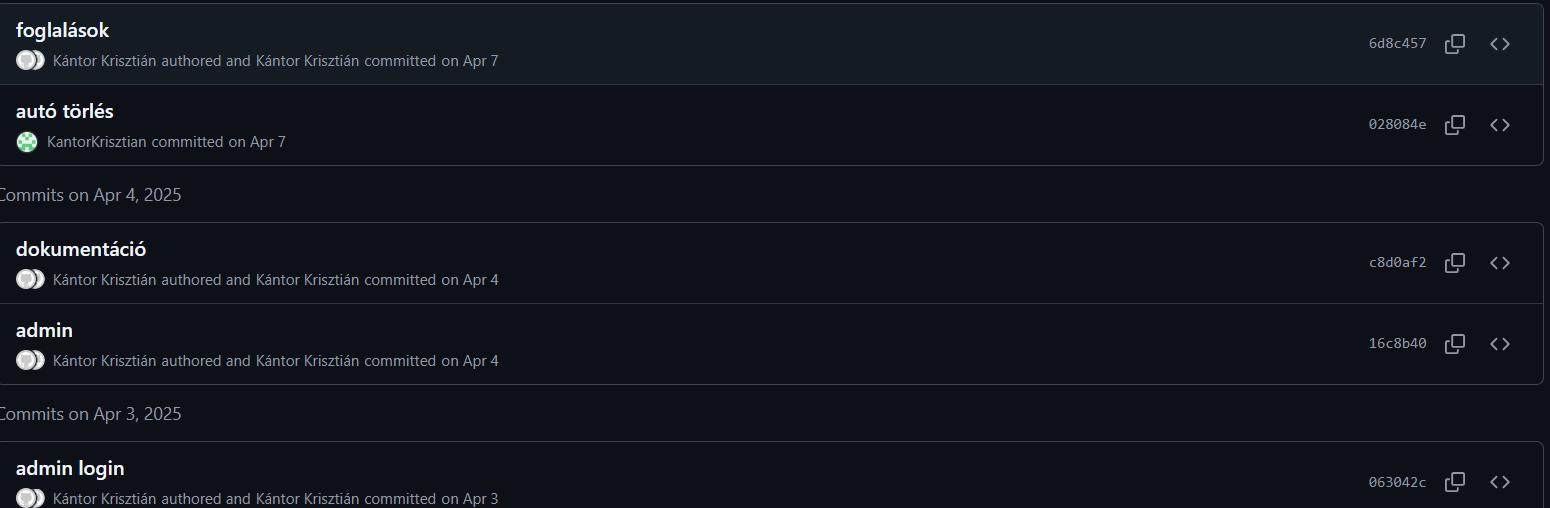 foglalások
Kántor Krisztián authored and Kántor Krisztián committed on Apr 7
6d8c457
autó törlés
KantorKrisztian committed on Apr 7
028084e
Commits on Apr 4, 2025
dokumentáció
Kántor Krisztián authored and Kántor Krisztián committed on Apr 4
c8d0af2
admin
Kántor Krisztián authored and Kántor Krisztián committed on Apr 4
16c8b40
Commits on Apr 3, 2025
admin login
Kántor Krisztián authored and Kántor Krisztián committed on Apr 3
063042c